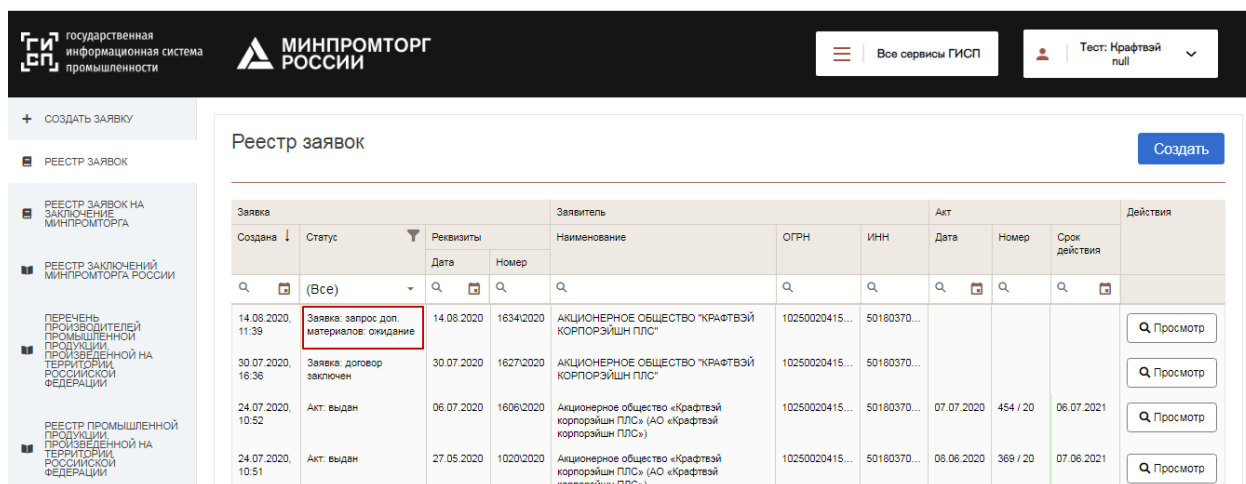 государственная
информационная система
промышленности
ГИСП
МИНПРОМТОРГ
РОССИИ
Все сервисы ГИСП
Тест: Крафтвэй
null
СОЗДАТЬ ЗАЯВКУ
РЕЕСТР ЗАЯВОК
РЕЕСТР ЗАЯВОК НА
ЗАКЛЮЧЕНИЕ
МИНПРОМТОРГА
РЕЕСТР ЗАКЛЮЧЕНИЙ
МИНПРОМТОРГА РОССИИ
ПЕРЕЧЕНЬ
ПРОИЗВОДИТЕЛЕЙ
ПРОМЫШЛЕННОЙ
ПРОДУКЦИИ,
ПРОИЗВЕДЕННОЙ НА
ТЕРРИТОРИИ
РОССИЙСКОЙ
ФЕДЕРАЦИИ
РЕЕСТР ПРОМЫШЛЕННОЙ
ПРОДУКЦИИ,
ПРОИЗВЕДЕННОЙ НА
ТЕРРИТОРИИ
РОССИЙСКОЙ
ФЕДЕРАЦИИ
Реестр заявок
Создать
Заявка Заявитель Акт Действия
Создана Статус Реквизиты Наименование ОГРН ИНН Дата Номер Срок
действия
Дата Номер
(Все)
14.08.2020, Заявка: запрос доп. 14.08.2020 1634\2020 АКЦИОНЕРНОЕ ОБЩЕСТВО "КРАФТВЭЙ 10250020415... 50180370...
11:39 материалов: ожидание КОРПОРЭЙШН ПЛС" Просмотр
30.07.2020, Заявка: договор 30.07.2020 1627\2020 АКЦИОНЕРНОЕ ОБЩЕСТВО "КРАФТВЭЙ 10250020415... 50180370...
16:36 заключен КОРПОРЭЙШН ПЛС" Просмотр
24.07.2020, Акт: выдан 06.07.2020 1606\2020 Акционерное общество «Крафтвэй 10250020415... 50180370... 07.07.2020 454 / 20 06.07.2021
10:52 корпорэйшн ПЛС» (АО «Крафтвэй Просмотр
корпорэйшн ПЛС»)
24.07.2020, Акт: выдан 27.05.2020 1020\2020 Акционерное общество «Крафтвэй 10250020415... 50180370... 08.06.2020 369 / 20 07.06.2021
10:51 корпорэйшн ПЛС» (АО «Крафтвэй Просмотр